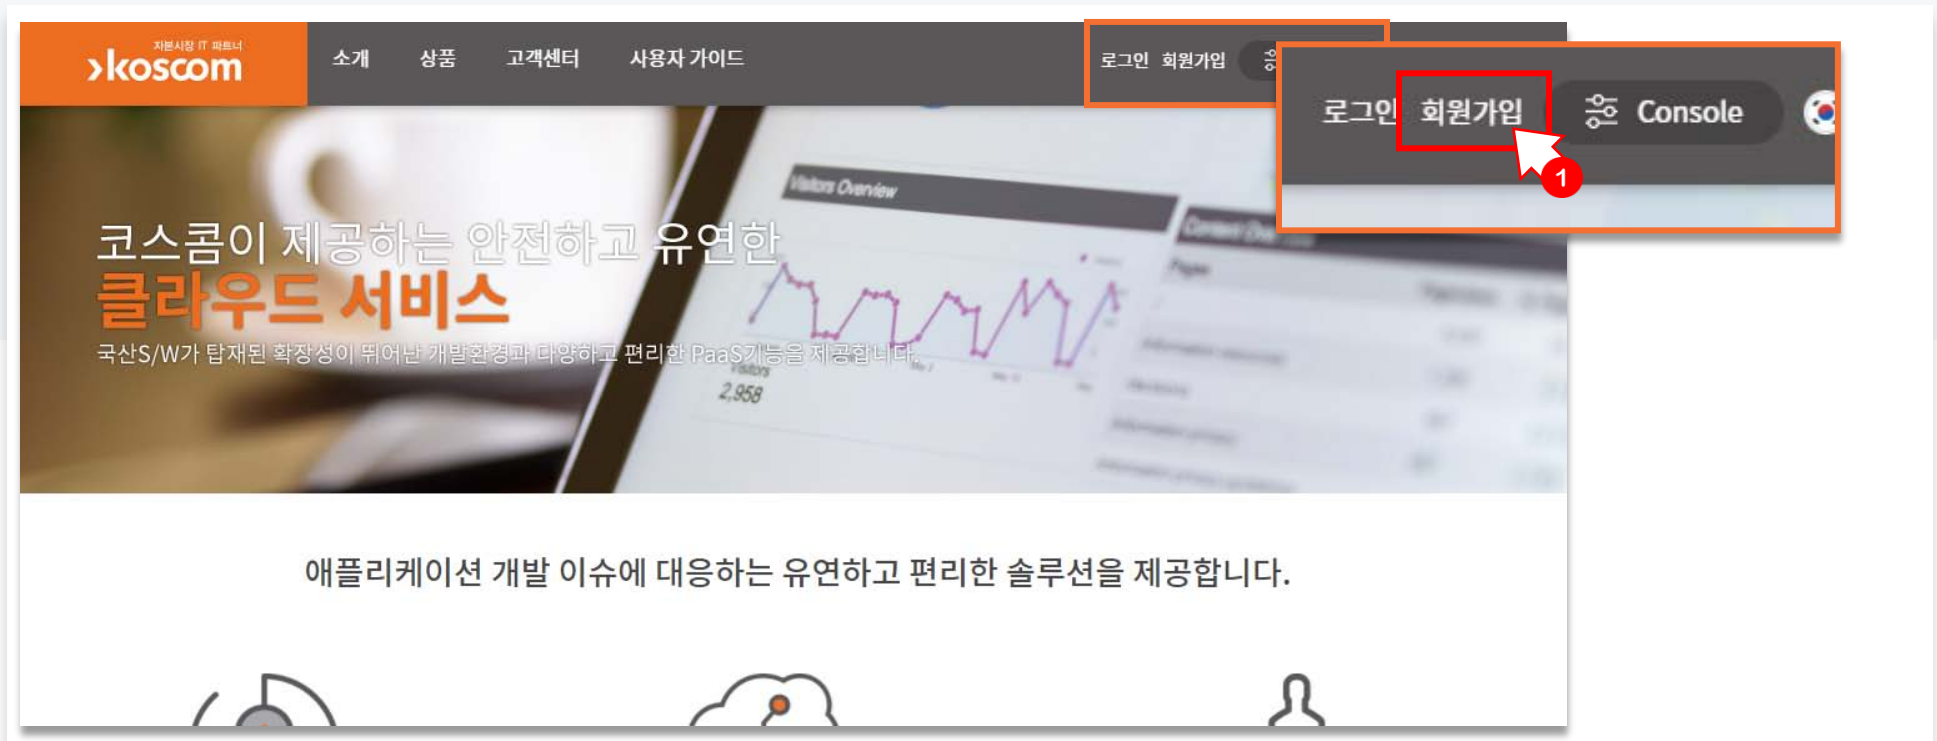 자본시장 IT 파트너
koscom
소개 상품 고객센터 사용자 가이드
로그인 회원가입
로그인 회원가입 Console
1
코스콤이 제공하는 안전하고 유연한
클라우드 서비스
국산S/W가 탑재된 확장성이 뛰어난 개발환경과 다양하고 편리한 PaaS기능을 제공합니다.
Visitors Overview
Pages
Visitors
2,958
애플리케이션 개발 이슈에 대응하는 유연하고 편리한 솔루션을 제공합니다.